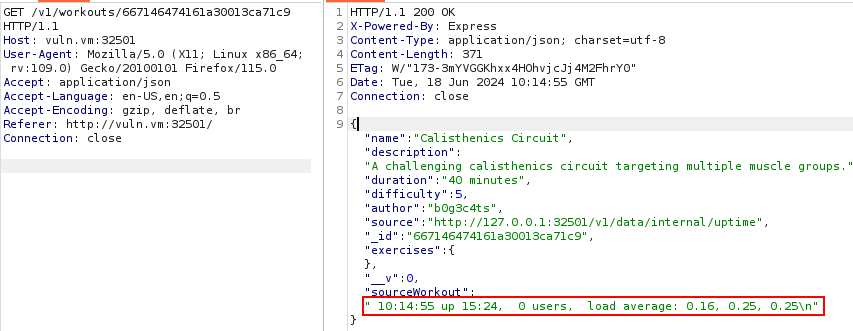 GET /v1/workouts/667146474161a30013ca71c9
HTTP/1.1
Host: vuln.vm:32501
User-Agent: Mozilla/5.0 (X11; Linux x86_64;
rv:109.0) Gecko/20100101 Firefox/115.0
Accept: application/json
Accept-Language: en-US,en;q=0.5
Accept-Encoding: gzip, deflate, br
Referer: http://vuln.vm:32501/
Connection: close
1 HTTP/1.1 200 OK
2 X-Powered-By: Express
3 Content-Type: application/json; charset=utf-8
4 Content-Length: 371
5 ETag: W/"173-3mYVGGKhxx4HOhvjcJj4M2FhrY0"
6 Date: Tue, 18 Jun 2024 10:14:55 GMT
7 Connection: close
8
9 {
"name":"Calisthenics Circuit",
"description":
"A challenging calisthenics circuit targeting multiple muscle groups."
"duration":"40 minutes",
"difficulty":5,
"author":"b0g3c4ts",
"source":"http://127.0.0.1:32501/v1/data/internal/uptime",
"_id":"667146474161a30013ca71c9",
"exercises":{
},
"__v":0,
"sourceWorkout":
" 10:14:55 up 15:24,  0 users,  load average: 0.16, 0.25, 0.25\n"
}